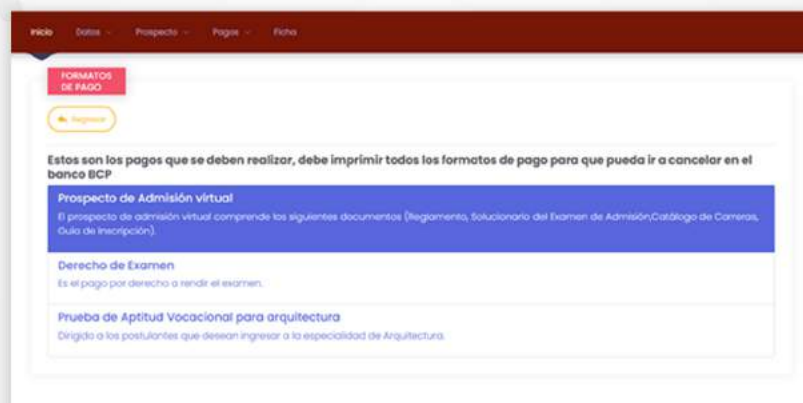 Inicio Datos Prospecto Pagos Ficha
FORMATOS
DE PAGO
Regresar
Estos son los pagos que se deben realizar, debe imprimir todos los formatos de pago para que pueda ir a cancelar en el
banco BCP
Prospecto de Admisión virtual
El prospecto de admisión virtual comprende los siguientes documentos (Reglamento, Solucionario del Examen de Admisión,Catálogo de Carreras,
Guía de Inscripción).
Derecho de Examen
Es el pago por derecho a rendir el examen.
Prueba de Aptitud Vocacional para arquitectura
Dirigido a los postulantes que desean ingresar a la especialidad de Arquitectura.